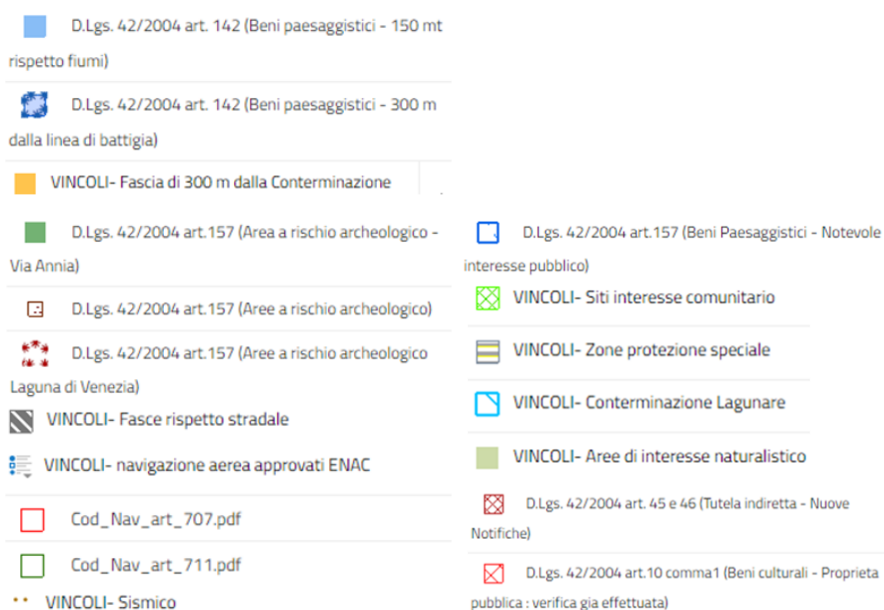 D.Lgs. 42/2004 art. 142 (Beni paesaggistici - 150 mt
rispetto fiumi)
D.Lgs. 42/2004 art. 142 (Beni paesaggistici - 300 m
dalla linea di battigia)
VINCOLI- Fascia di 300 m dalla Conterminazione
D.Lgs. 42/2004 art.157 (Area a rischio archeologico -
Via Annia)
D.Lgs. 42/2004 art.157 (Aree a rischio archeologico)
D.Lgs. 42/2004 art.157 (Aree a rischio archeologico
Laguna di Venezia)
VINCOLI- Fasce rispetto stradale
VINCOLI- navigazione aerea approvati ENAC
Cod_Nav_art_707.pdf
Cod_Nav_art_711.pdf
VINCOLI- Sismico
D.Lgs. 42/2004 art.157 (Beni Paesaggistici - Notevole
interesse pubblico)
VINCOLI- Siti interesse comunitario
VINCOLI- Zone protezione speciale
VINCOLI- Conterminazione Lagunare
VINCOLI- Aree di interesse naturalistico
D.Lgs. 42/2004 art. 45 e 46 (Tutela indiretta - Nuove
Notifiche)
D.Lgs. 42/2004 art.10 comma1 (Beni culturali - Proprieta
pubblica : verifica gia effettuata)